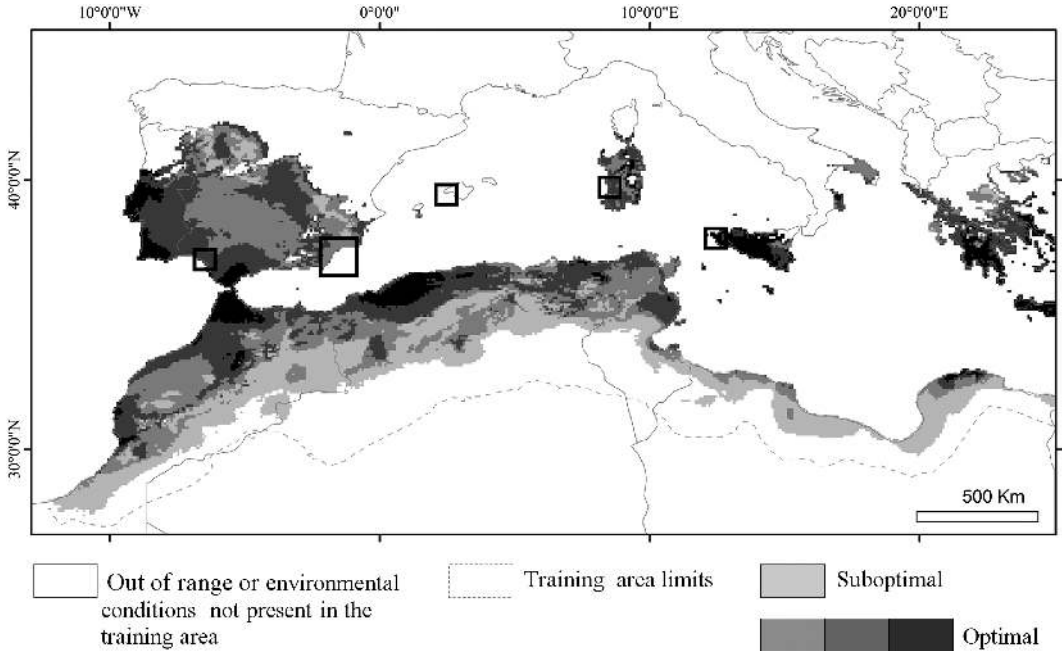 10°0'0"W 0°0'0" 10°0'0"E 20°0'0"E
40°0'0"N
30°0'0"N
500 Km
Out of range or environmental
conditions not present in the
training area
Training area limits
Suboptimal
Optimal